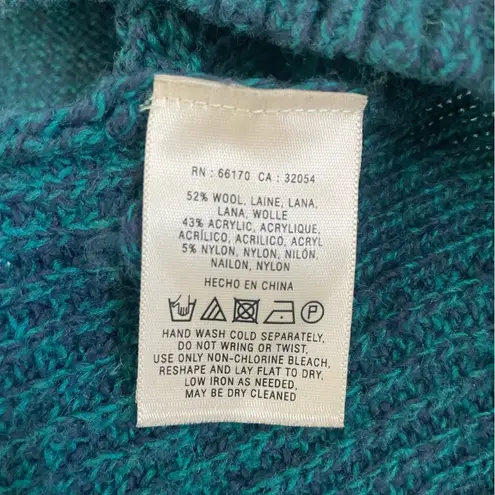 RN : 66170 CA : 32054
52% WOOL, LAINE, LANA,
LANA, WOLLE
43% ACRYLIC, ACRYLIQUE,
ACRÍLICO, ACRILICO, ACRYL
5% NYLON, NYLON, NILÓN,
NAILON, NYLON
HECHO EN CHINA
P
HAND WASH COLD SEPARATELY,
DO NOT WRING OR TWIST,
USE ONLY NON-CHLORINE BLEACH,
RESHAPE AND LAY FLAT TO DRY,
LOW IRON AS NEEDED,
MAY BE DRY CLEANED